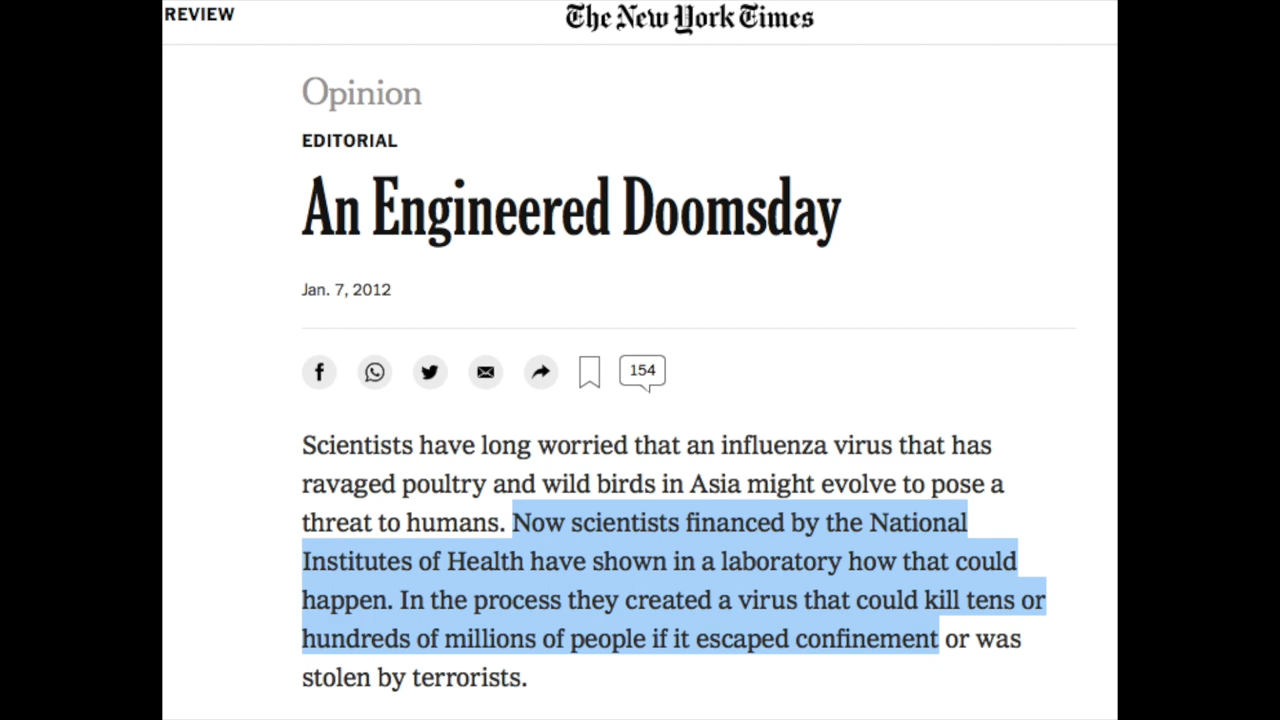 REVIEW
The New York Times
Opinion
EDITORIAL
An Engineered Doomsday
Jan. 7, 2012
154
Scientists have long worried that an influenza virus that has
ravaged poultry and wild birds in Asia might evolve to pose a
threat to humans. Now scientists financed by the National
Institutes of Health have shown in a laboratory how that could
happen. In the process they created a virus that could kill tens or
hundreds of millions of people if it escaped confinement or was
stolen by terrorists.